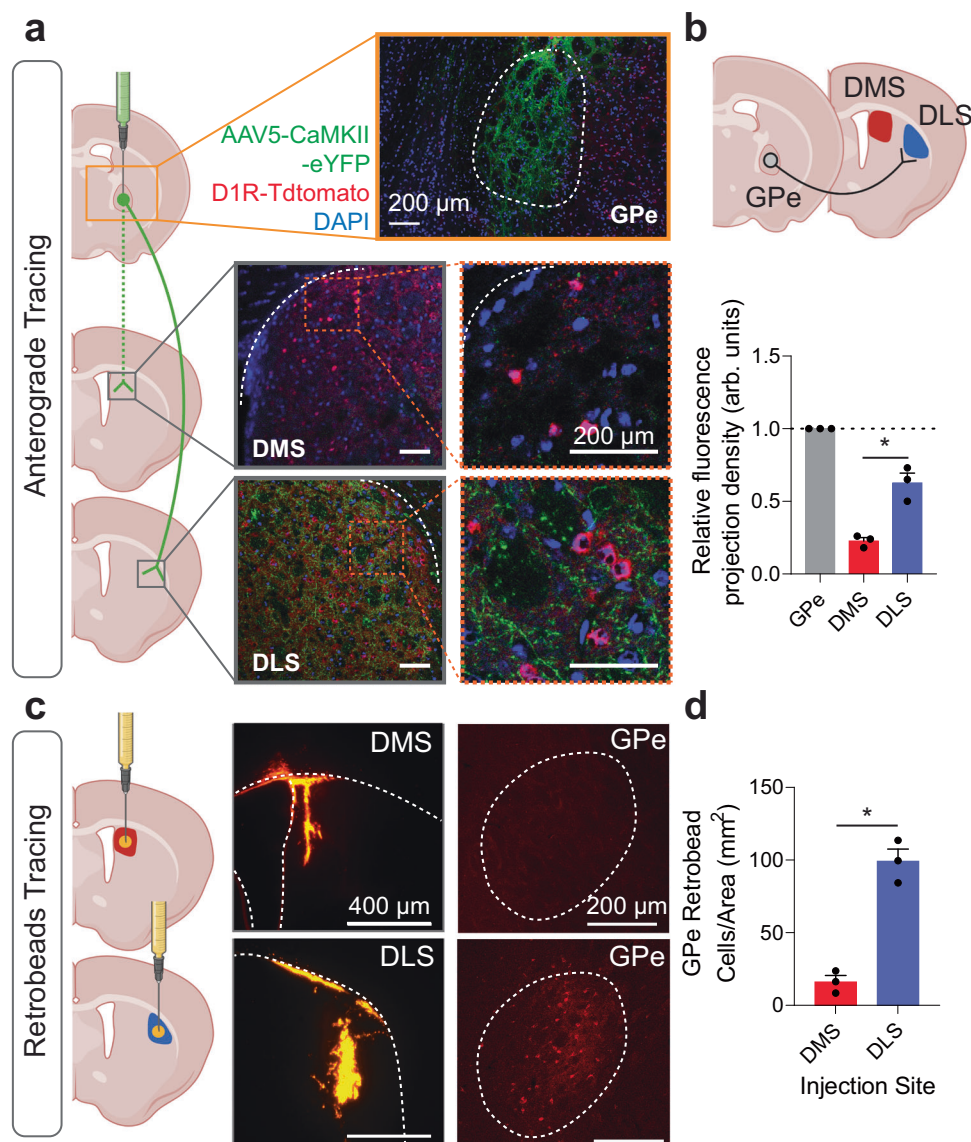 a
Anterograde Tracing
AAV5-CaMKII
-eYFP
D1R-Tdtomato
DAPI
200 µm
GPe
DMS
200 µm
DLS
b
DMS
DLS
GPe
Relative fluorescence
projection density (arb. units)
1.5
1.0
0.5
0.0
*
GPe
DMS
DLS
c
Retrobeads Tracing
DMS
400 µm
GPe
200 µm
DLS
GPe
d
GPe Retrobead
Cells/Area (mm²)
150
100
50
0
*
DMS
DLS
Injection Site